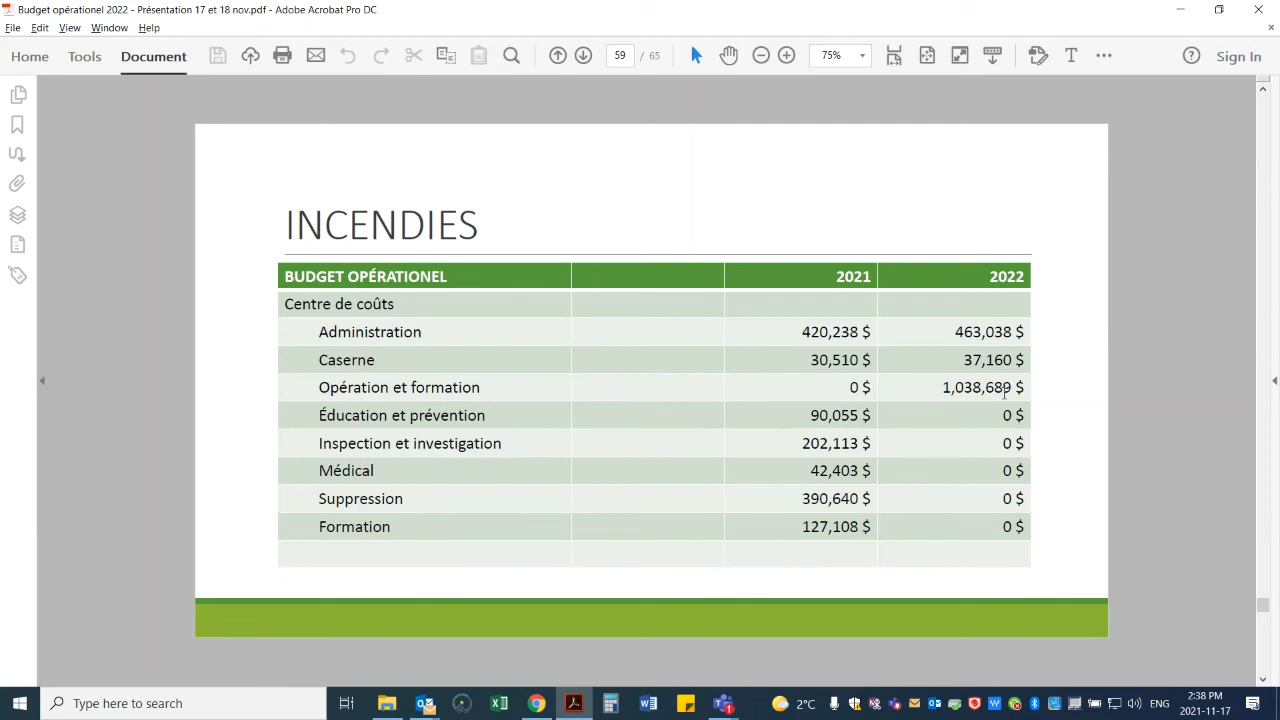 Budget opérationel 2022 - Présentation 17 et 18 nov.pdf - Adobe Acrobat Pro DC
File Edit View Window Help
Home Tools Document 59 / 65 75% Sign In
INCENDIES
BUDGET OPÉRATIONEL 2021 2022
Centre de coûts
Administration 420,238 $ 463,038 $
Caserne 30,510 $ 37,160 $
Opération et formation 0 $ 1,038,689 $
Éducation et prévention 90,055 $ 0 $
Inspection et investigation 202,113 $ 0 $
Médical 42,403 $ 0 $
Suppression 390,640 $ 0 $
Formation 127,108 $ 0 $
Type here to search 2°C ENG 2:38 PM
2021-11-17